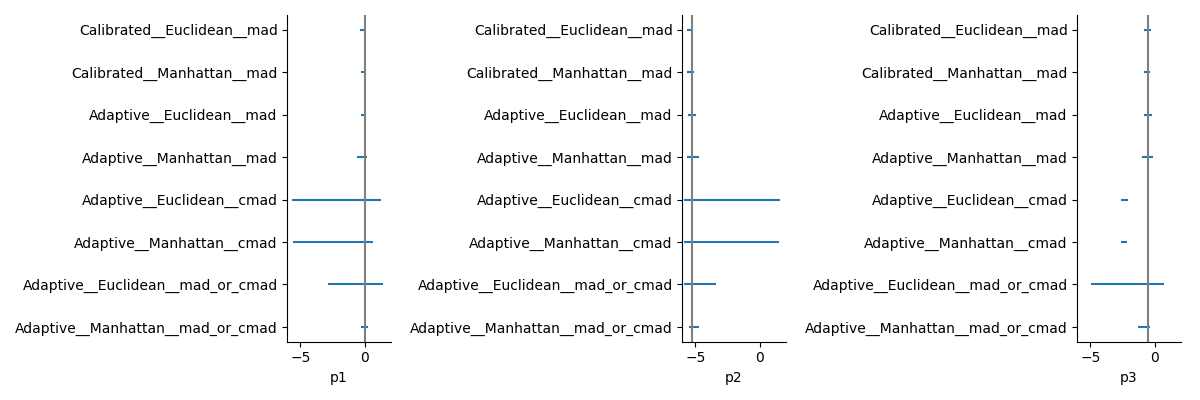 Calibrated__Euclidean__mad
Calibrated__Manhattan__mad
Adaptive__Euclidean__mad
Adaptive__Manhattan__mad
Adaptive__Euclidean__cmad
Adaptive__Manhattan__cmad
Adaptive__Euclidean__mad_or_cmad
Adaptive__Manhattan__mad_or_cmad
−5 0
p1
Calibrated__Euclidean__mad
Calibrated__Manhattan__mad
Adaptive__Euclidean__mad
Adaptive__Manhattan__mad
Adaptive__Euclidean__cmad
Adaptive__Manhattan__cmad
Adaptive__Euclidean__mad_or_cmad
Adaptive__Manhattan__mad_or_cmad
−5 0
p2
Calibrated__Euclidean__mad
Calibrated__Manhattan__mad
Adaptive__Euclidean__mad
Adaptive__Manhattan__mad
Adaptive__Euclidean__cmad
Adaptive__Manhattan__cmad
Adaptive__Euclidean__mad_or_cmad
Adaptive__Manhattan__mad_or_cmad
−5 0
p3